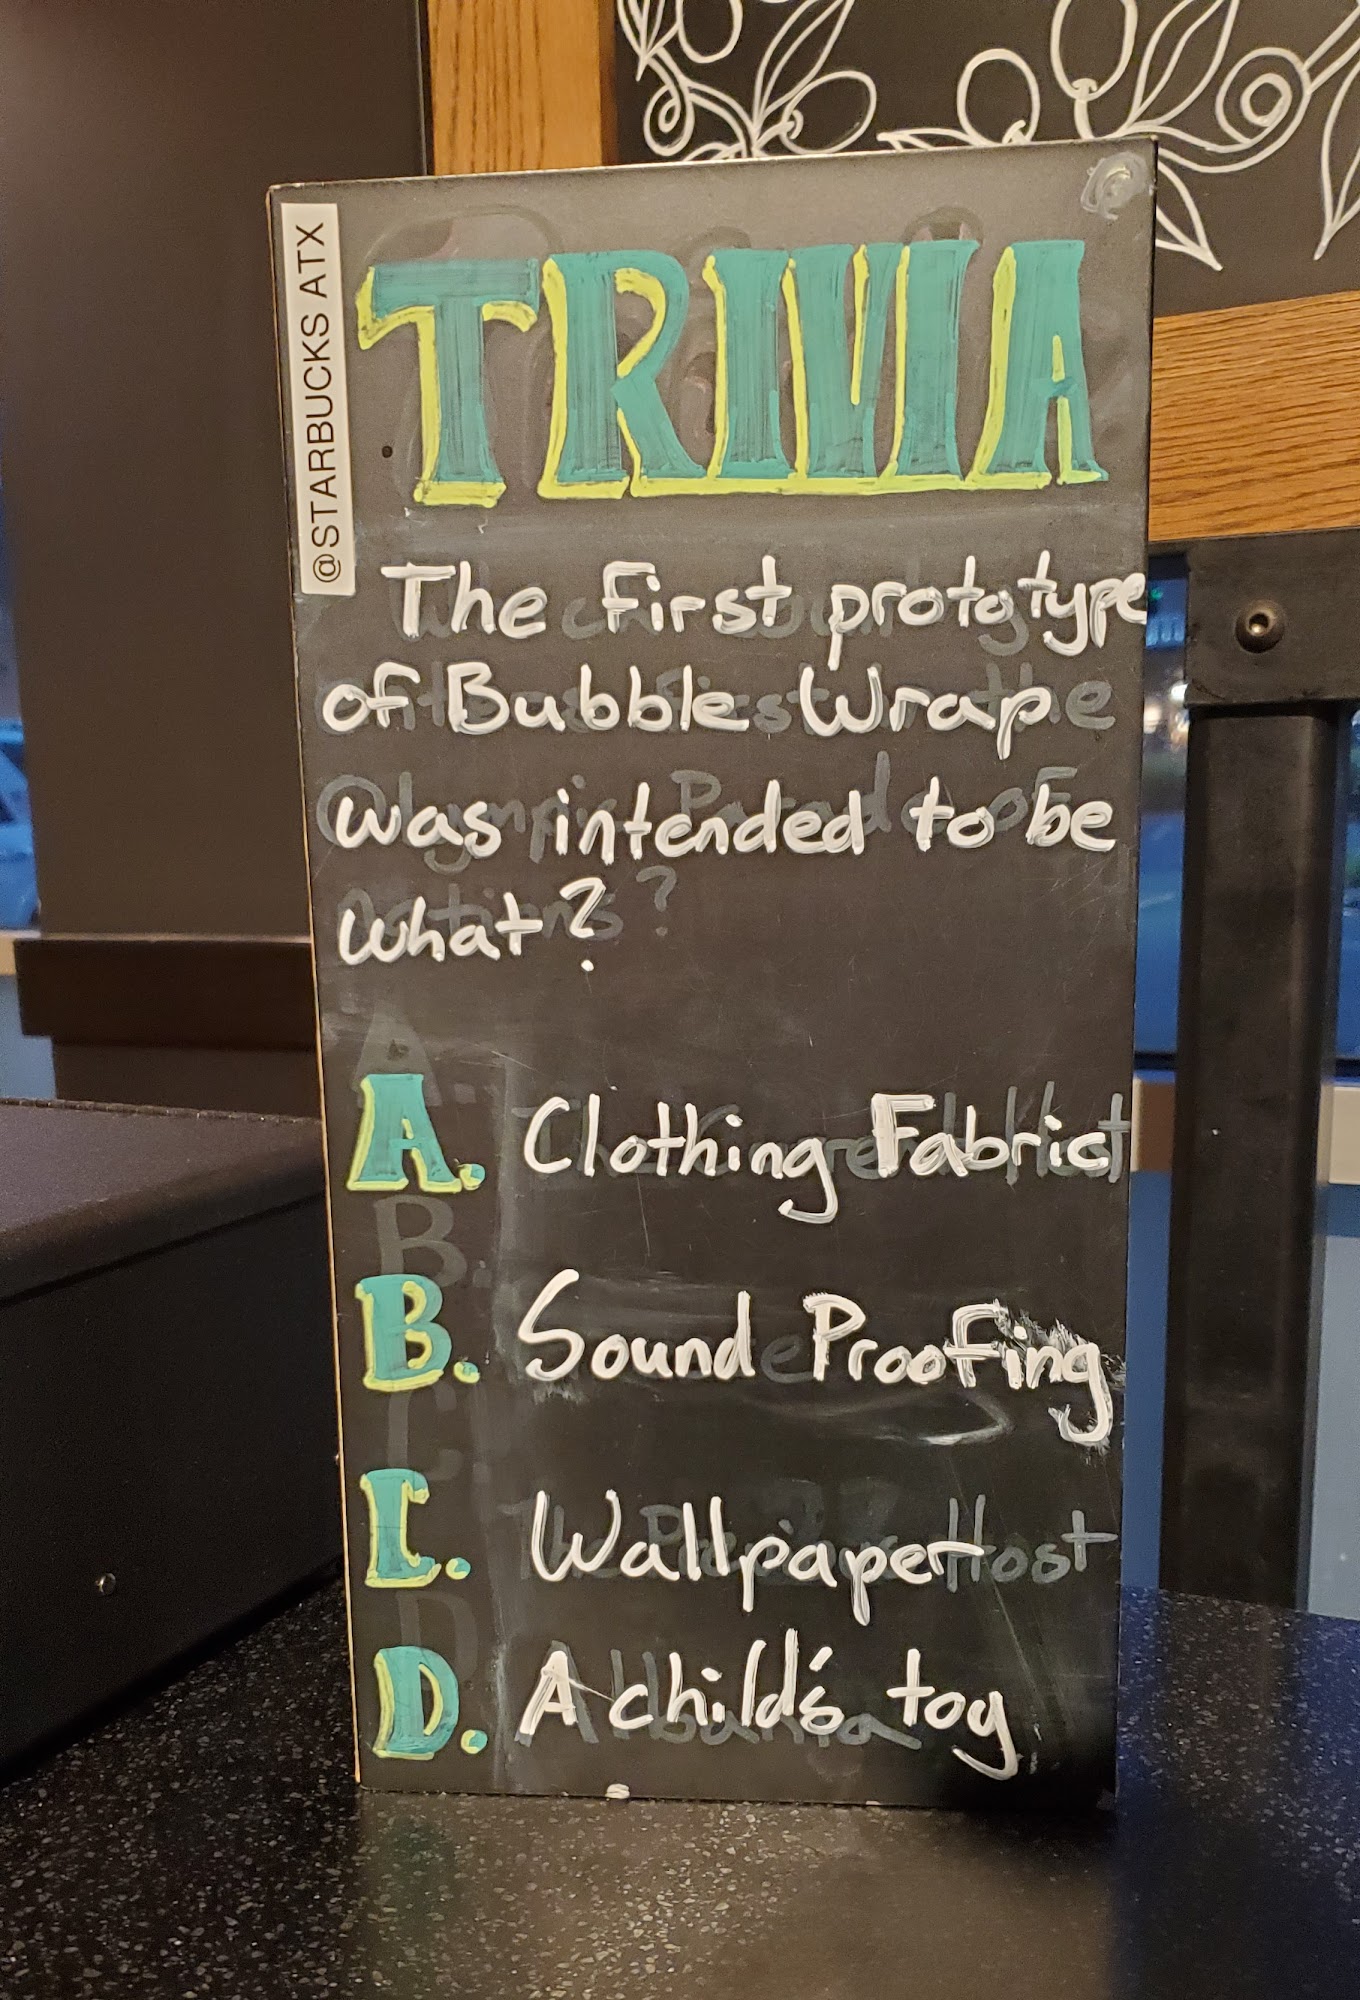 @STARBUCKS ATX
TRIVIA
The first prototype
of Bubble Wrap
was intended to be
what?
A. Clothing Fabric
B. Sound Proofing
C. Wallpaper
D. A child's toy